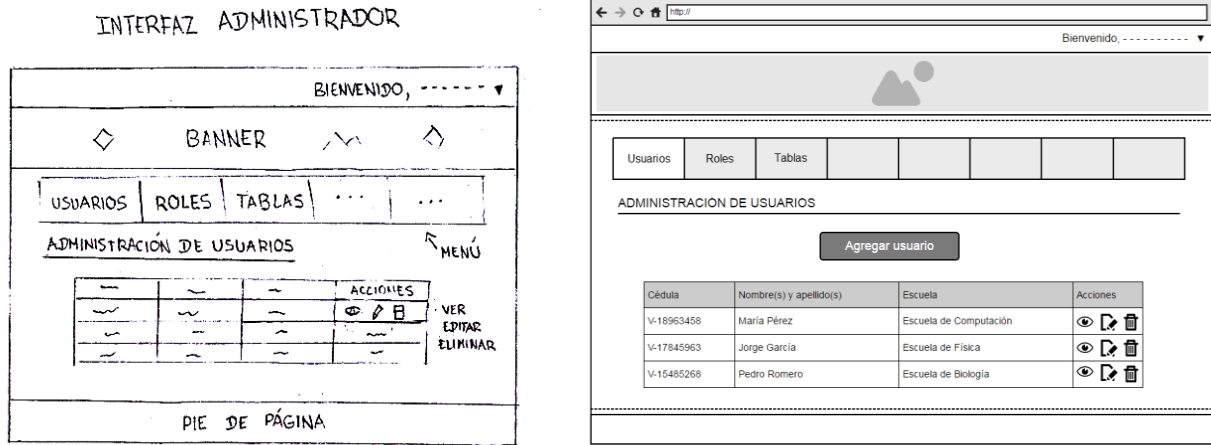 INTERFAZ ADMINISTRADOR
BIENVENIDO, ------ ▼
BANNER
USUARIOS ROLES TABLAS ... ...
ADMINISTRACIÓN DE USUARIOS
MENÚ
ACCIONES
VER
EDITAR
ELIMINAR
PIE DE PÁGINA
http://
Bienvenido, - - - - - - - - - - ▼
Usuarios Roles Tablas
ADMINISTRACIÓN DE USUARIOS
Agregar usuario
Cédula Nombre(s) y apellido(s) Escuela Acciones
V-18963458 María Pérez Escuela de Computación
V-17845963 Jorge García Escuela de Física
V-15485268 Pedro Romero Escuela de Biología